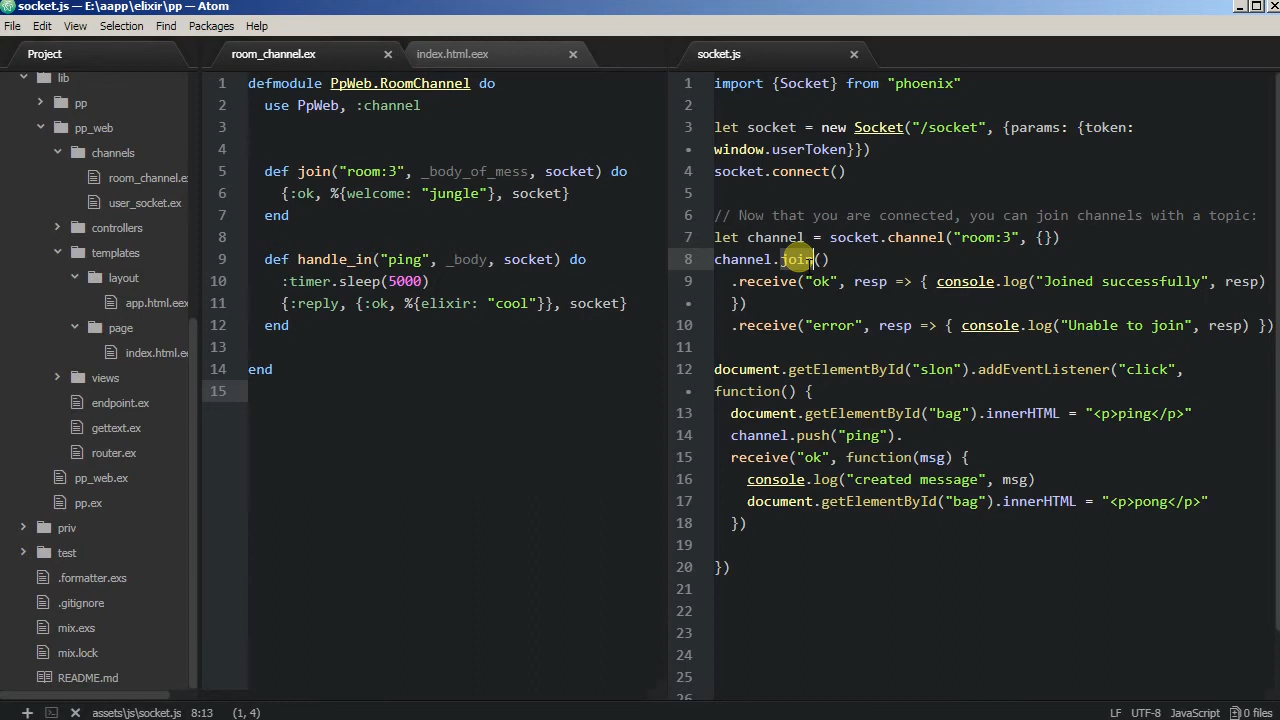 socket.js — E:\aapp\elixir\pp — Atom
File Edit View Selection Find Packages Help
Project
lib
pp
pp_web
channels
room_channel.ex
user_socket.ex
controllers
templates
layout
app.html.eex
page
index.html.ee
views
endpoint.ex
gettext.ex
router.ex
pp_web.ex
pp.ex
priv
test
.formatter.exs
.gitignore
mix.exs
mix.lock
README.md
room_channel.ex
index.html.eex
1 defmodule PpWeb.RoomChannel do
2 use PpWeb, :channel
3
4
5 def join("room:3", _body_of_mess, socket) do
6 {:ok, %{welcome: "jungle"}, socket}
7 end
8
9 def handle_in("ping", _body, socket) do
10 :timer.sleep(5000)
11 {:reply, {:ok, %{elixir: "cool"}}, socket}
12 end
13
14 end
15
socket.js
1 import {Socket} from "phoenix"
2
3 let socket = new Socket("/socket", {params: {token:
• window.userToken}})
4 socket.connect()
5
6 // Now that you are connected, you can join channels with a topic:
7 let channel = socket.channel("room:3", {})
8 channel.join()
9 .receive("ok", resp => { console.log("Joined successfully", resp)
• })
10 .receive("error", resp => { console.log("Unable to join", resp) })
11
12 document.getElementById("slon").addEventListener("click",
• function() {
13 document.getElementById("bag").innerHTML = "<p>ping</p>"
14 channel.push("ping").
15 receive("ok", function(msg) {
16 console.log("created message", msg)
17 document.getElementById("bag").innerHTML = "<p>pong</p>"
18 })
19
20 })
21
22
23
24
25
26
assets\js\socket.js 8:13 (1, 4) LF UTF-8 JavaScript 0 files